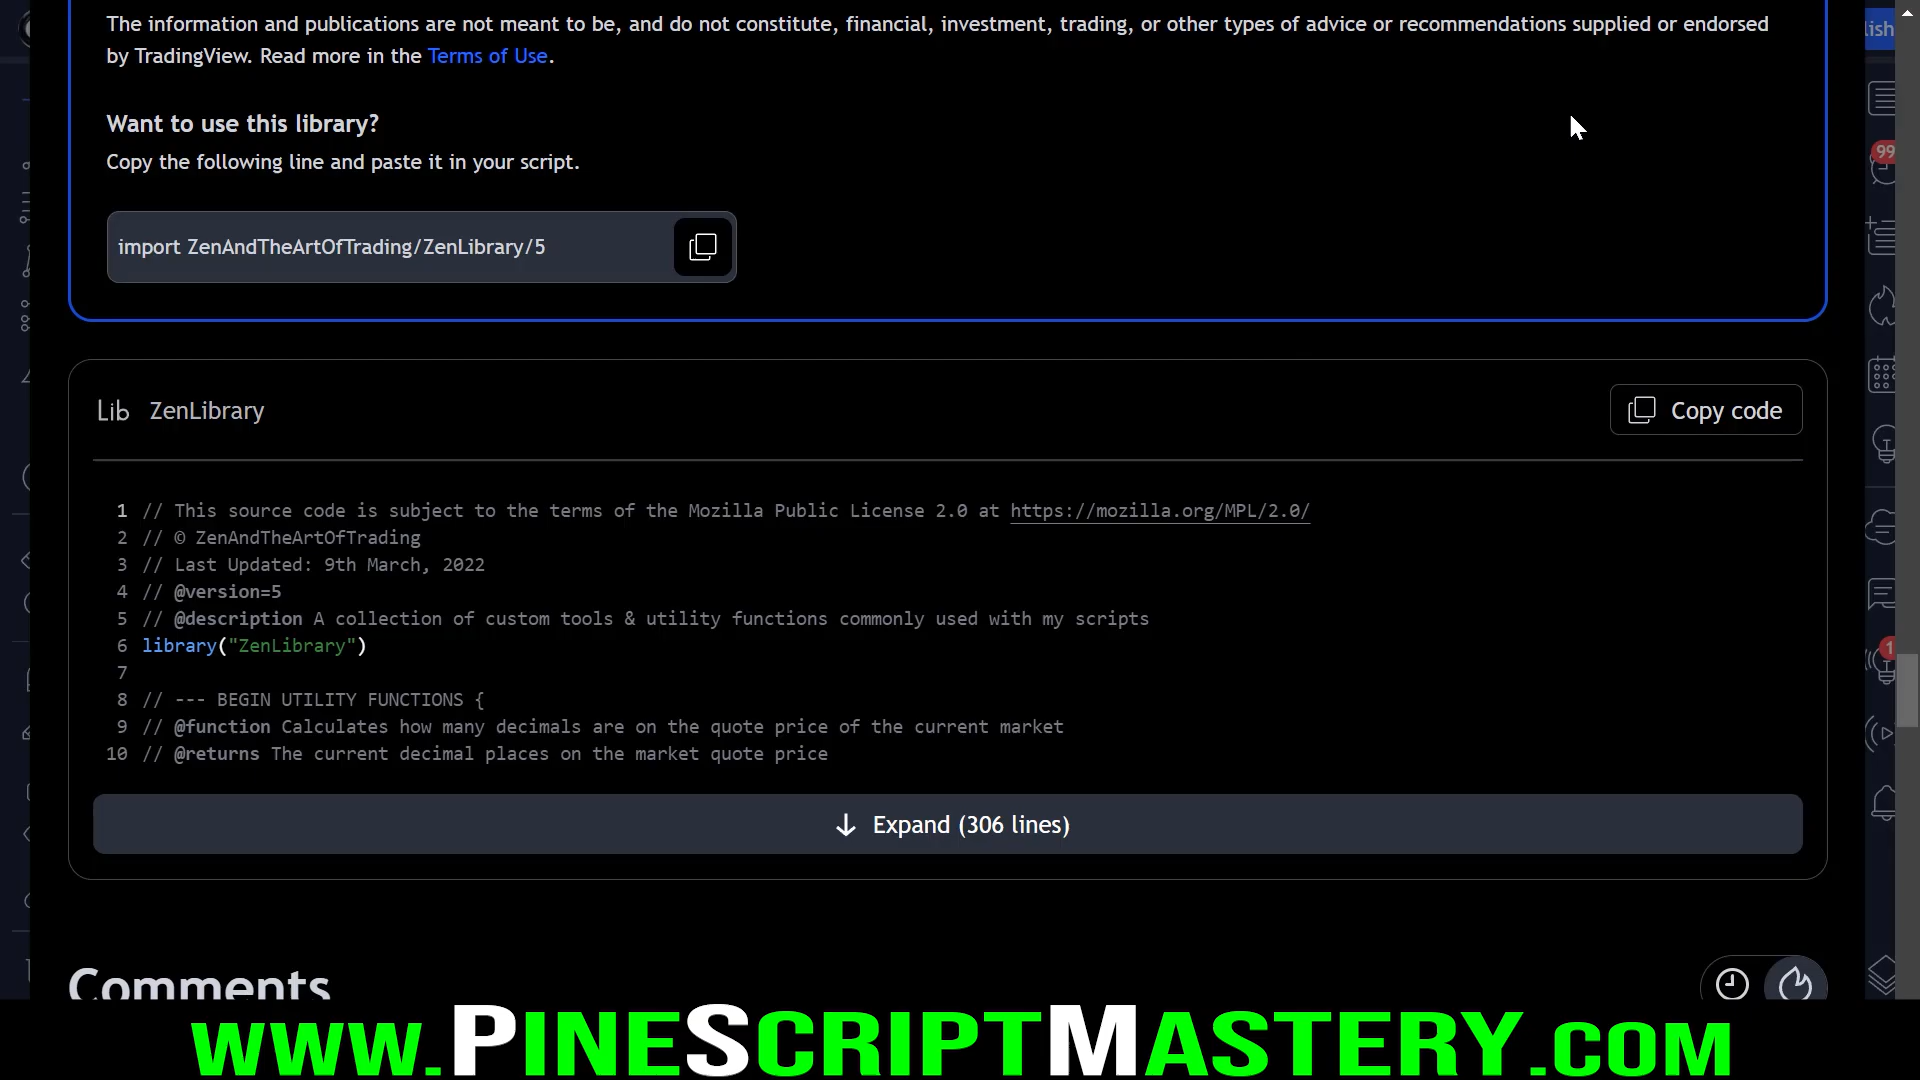 The information and publications are not meant to be, and do not constitute, financial, investment, trading, or other types of advice or recommendations supplied or endorsed
by TradingView. Read more in the Terms of Use.
lish
Want to use this library?
Copy the following line and paste it in your script.
99
import ZenAndTheArtOfTrading/ZenLibrary/5
Lib ZenLibrary
Copy code
1 // This source code is subject to the terms of the Mozilla Public License 2.0 at https://mozilla.org/MPL/2.0/
2 // © ZenAndTheArtOfTrading
3 // Last Updated: 9th March, 2022
4 // @version=5
5 // @description A collection of custom tools & utility functions commonly used with my scripts
6 library("ZenLibrary")
1
7
8 // --- BEGIN UTILITY FUNCTIONS {
9 // @function Calculates how many decimals are on the quote price of the current market
10 // @returns The current decimal places on the market quote price
Expand (306 lines)
Comments
www.PineScriptMastery.com